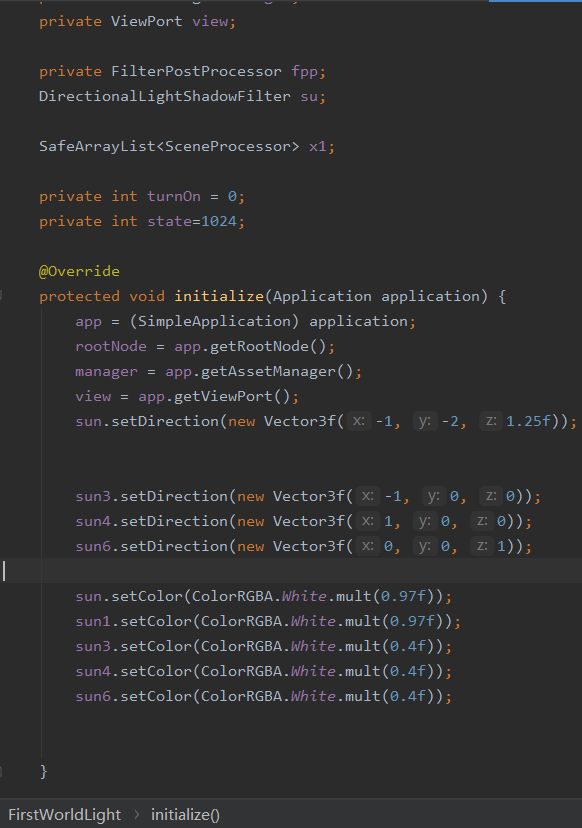 private ViewPort view;
private FilterPostProcessor fpp;
DirectionalLightShadowFilter su;
SafeArrayList<SceneProcessor> x1;
private int turnOn = 0;
private int state=1024;
@Override
protected void initialize(Application application) {
app = (SimpleApplication) application;
rootNode = app.getRootNode();
manager = app.getAssetManager();
view = app.getViewPort();
sun.setDirection(new Vector3f( x: -1, y: -2, z: 1.25f));
sun3.setDirection(new Vector3f( x: -1, y: 0, z: 0));
sun4.setDirection(new Vector3f( x: 1, y: 0, z: 0));
sun6.setDirection(new Vector3f( x: 0, y: 0, z: 1));
sun.setColor(ColorRGBA.White.mult(0.97f));
sun1.setColor(ColorRGBA.White.mult(0.97f));
sun3.setColor(ColorRGBA.White.mult(0.4f));
sun4.setColor(ColorRGBA.White.mult(0.4f));
sun6.setColor(ColorRGBA.White.mult(0.4f));
}
FirstWorldLight > initialize()